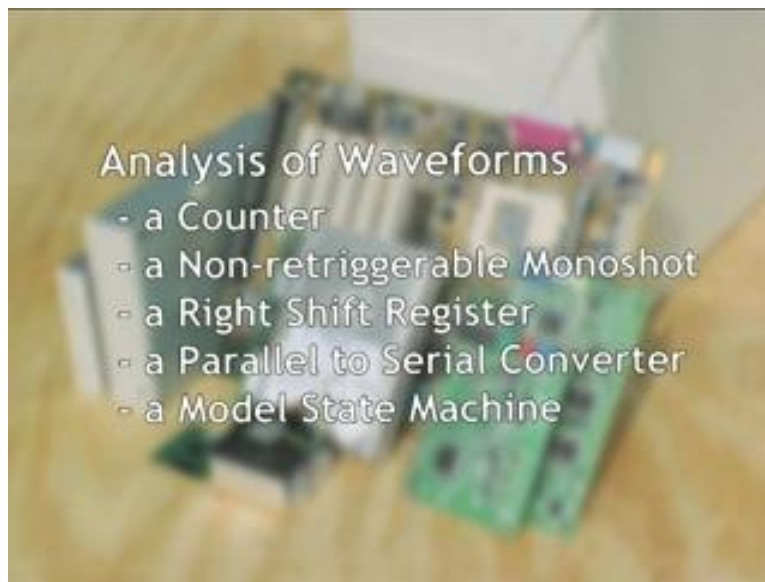 Analysis of Waveforms
- a Counter
- a Non-retriggerable Monoshot
- a Right Shift Register
- a Parallel to Serial Converter
- a Model State Machine